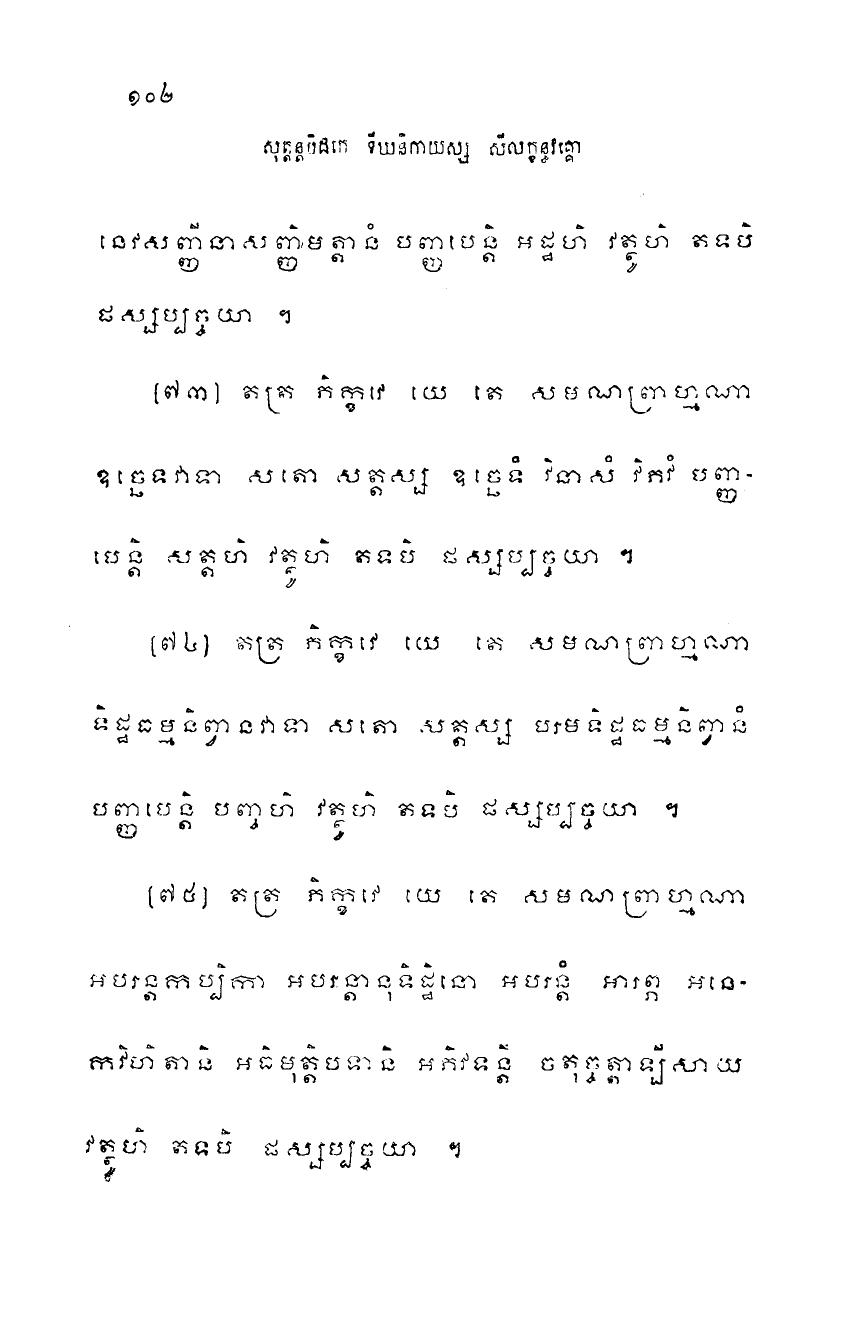 ១០២
សុត្តន្តបិដកេ ទីឃនិកាយស្ស សីលក្ខន្ធវគ្គោ
នេវសញ្ញីនាសញ្ញិមត្តានំ បញ្ញបេន្តិ អដ្ឋហិ វត្ថូហិ តទបិ
ផស្សប្បច្ចយា ។
(៧៣) តត្រ ភិក្ខវេ យេ តេ សមណព្រាហ្មណា
ឧច្ឆេទវាទា សតោ សត្តស្ស ឧច្ឆេទំ វិនាសំ វិភវំ បញ្ញា-
បេន្តិ សត្តហិ វត្ថូហិ តទបិ ផស្សប្បច្ចយា ។
(៧៤) តត្រ ភិក្ខវេ យេ តេ សមណព្រាហ្មណា
ទិដ្ឋធម្មនិព្វានវាទា សតោ សត្តស្ស បរមទិដ្ឋធម្មនិព្វានំ
បញ្ញាបេន្តិ បញ្ចហិ វត្ថូហិ តទបិ ផស្សប្បច្ចយា ។
(៧៥) តត្រ ភិក្ខវេ យេ តេ សមណព្រាហ្មណា
អបរន្តកប្បិកា អបរន្តានុទិដ្ឋិនោ អបរន្តំ អារព្ភ អនេ-
កវិហិតានិ អធិមុត្តិបទានិ អភិវទន្តិ ចតុច្ចត្តាឡីសាយ
វត្ថូហិ តទបិ ផស្សប្បច្ចយា ។